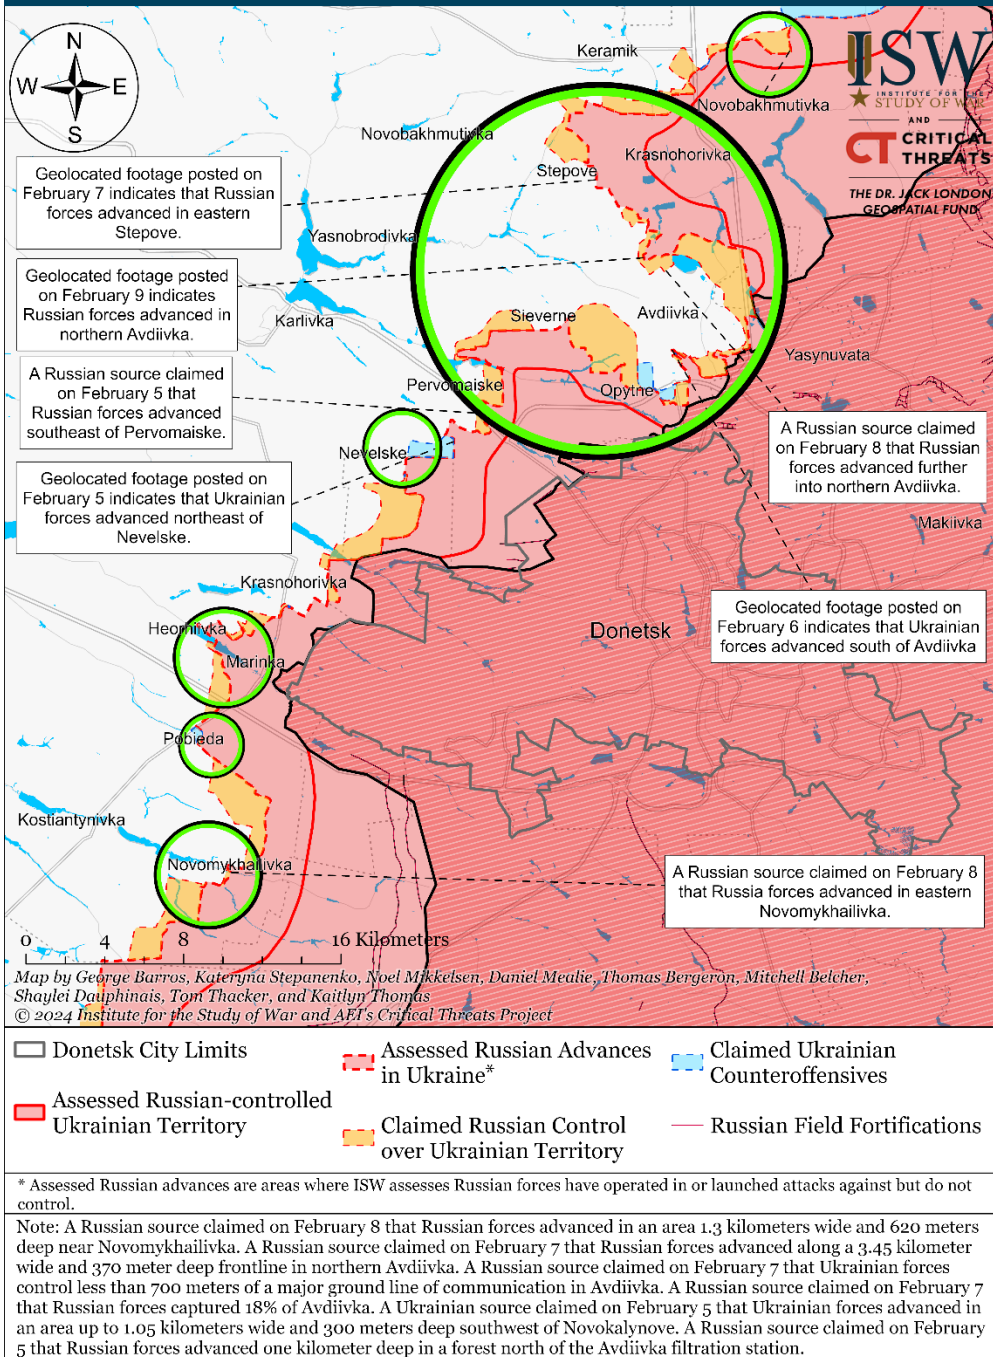 N
W
E
S
Keramik
Novobakhmutivka
ISW
INSTITUTE FOR THE
STUDY OF WAR
AND
CT CRITICAL
THREATS
THE DR. JACK LONDON
GEOSPATIAL FUND
Novobakhmutivka
Krasnohorivka
Stepove
Geolocated footage posted on
February 7 indicates that Russian
forces advanced in eastern
Stepove.
Yasnobrodivka
Geolocated footage posted
on February 9 indicates
Russian forces advanced in
northern Avdiivka.
Karlivka
Sieverne
Avdiivka
Yasynuvata
A Russian source claimed
on February 5 that
Russian forces advanced
southeast of Pervomaiske.
Pervomaiske
Opytne
A Russian source claimed
on February 8 that Russian
forces advanced further
into northern Avdiivka.
Nevelske
Geolocated footage posted on
February 5 indicates that Ukrainian
forces advanced northeast of
Nevelske.
Makiivka
Krasnohorivka
Geolocated footage posted on
February 6 indicates that Ukrainian
forces advanced south of Avdiivka
Heorhiivka
Donetsk
Marinka
Pobieda
Kostiantynivka
Novomykhailivka
A Russian source claimed on February 8
that Russia forces advanced in eastern
Novomykhailivka.
0 4 8 16 Kilometers
Map by George Barros, Kateryna Stepanenko, Noel Mikkelsen, Daniel Mealie, Thomas Bergeron, Mitchell Belcher,
Shaylei Dauphinais, Tom Thacker, and Kaitlyn Thomas
© 2024 Institute for the Study of War and AEI's Critical Threats Project
Donetsk City Limits
Assessed Russian-controlled
Ukrainian Territory
Assessed Russian Advances
in Ukraine*
Claimed Russian Control
over Ukrainian Territory
Claimed Ukrainian
Counteroffensives
Russian Field Fortifications
* Assessed Russian advances are areas where ISW assesses Russian forces have operated in or launched attacks against but do not
control.
Note: A Russian source claimed on February 8 that Russian forces advanced in an area 1.3 kilometers wide and 620 meters
deep near Novomykhailivka. A Russian source claimed on February 7 that Russian forces advanced along a 3.45 kilometer
wide and 370 meter deep frontline in northern Avdiivka. A Russian source claimed on February 7 that Ukrainian forces
control less than 700 meters of a major ground line of communication in Avdiivka. A Russian source claimed on February 7
that Russian forces captured 18% of Avdiivka. A Ukrainian source claimed on February 5 that Ukrainian forces advanced in
an area up to 1.05 kilometers wide and 300 meters deep southwest of Novokalynove. A Russian source claimed on February
5 that Russian forces advanced one kilometer deep in a forest north of the Avdiivka filtration station.